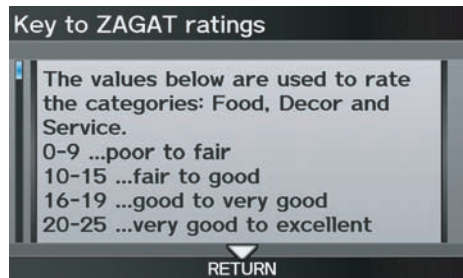 Key to ZAGAT ratings
The values below are used to rate
the categories: Food, Decor and
Service.
0-9 ...poor to fair
10-15 ...fair to good
16-19 ...good to very good
20-25 ...very good to excellent
RETURN